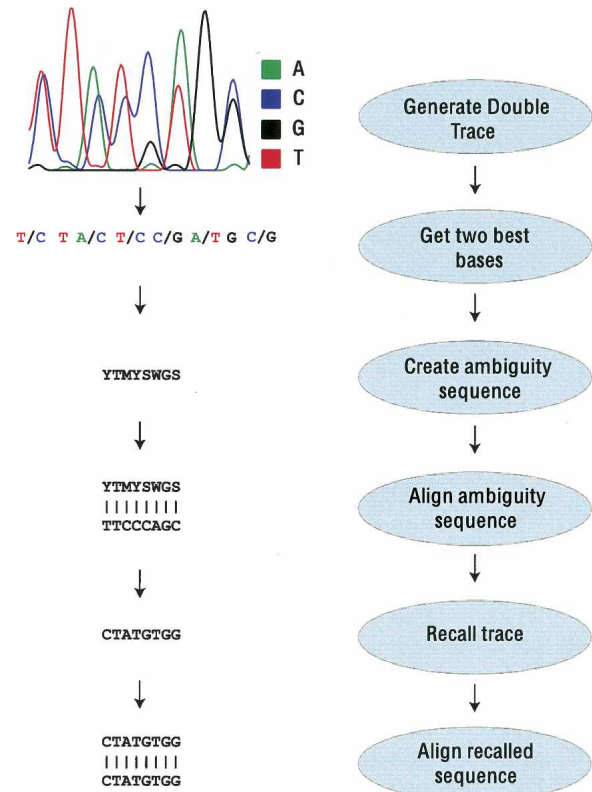 A
C
G
T
Generate Double
Trace
T/C T A/C T/C C/G A/T G C/G
Get two best
bases
YTMYSWGS
Create ambiguity
sequence
YTMYSWGS
TTCCCAGC
Align ambiguity
sequence
CTATGTGG
Recall trace
CTATGTGG
CTATGTGG
Align recalled
sequence